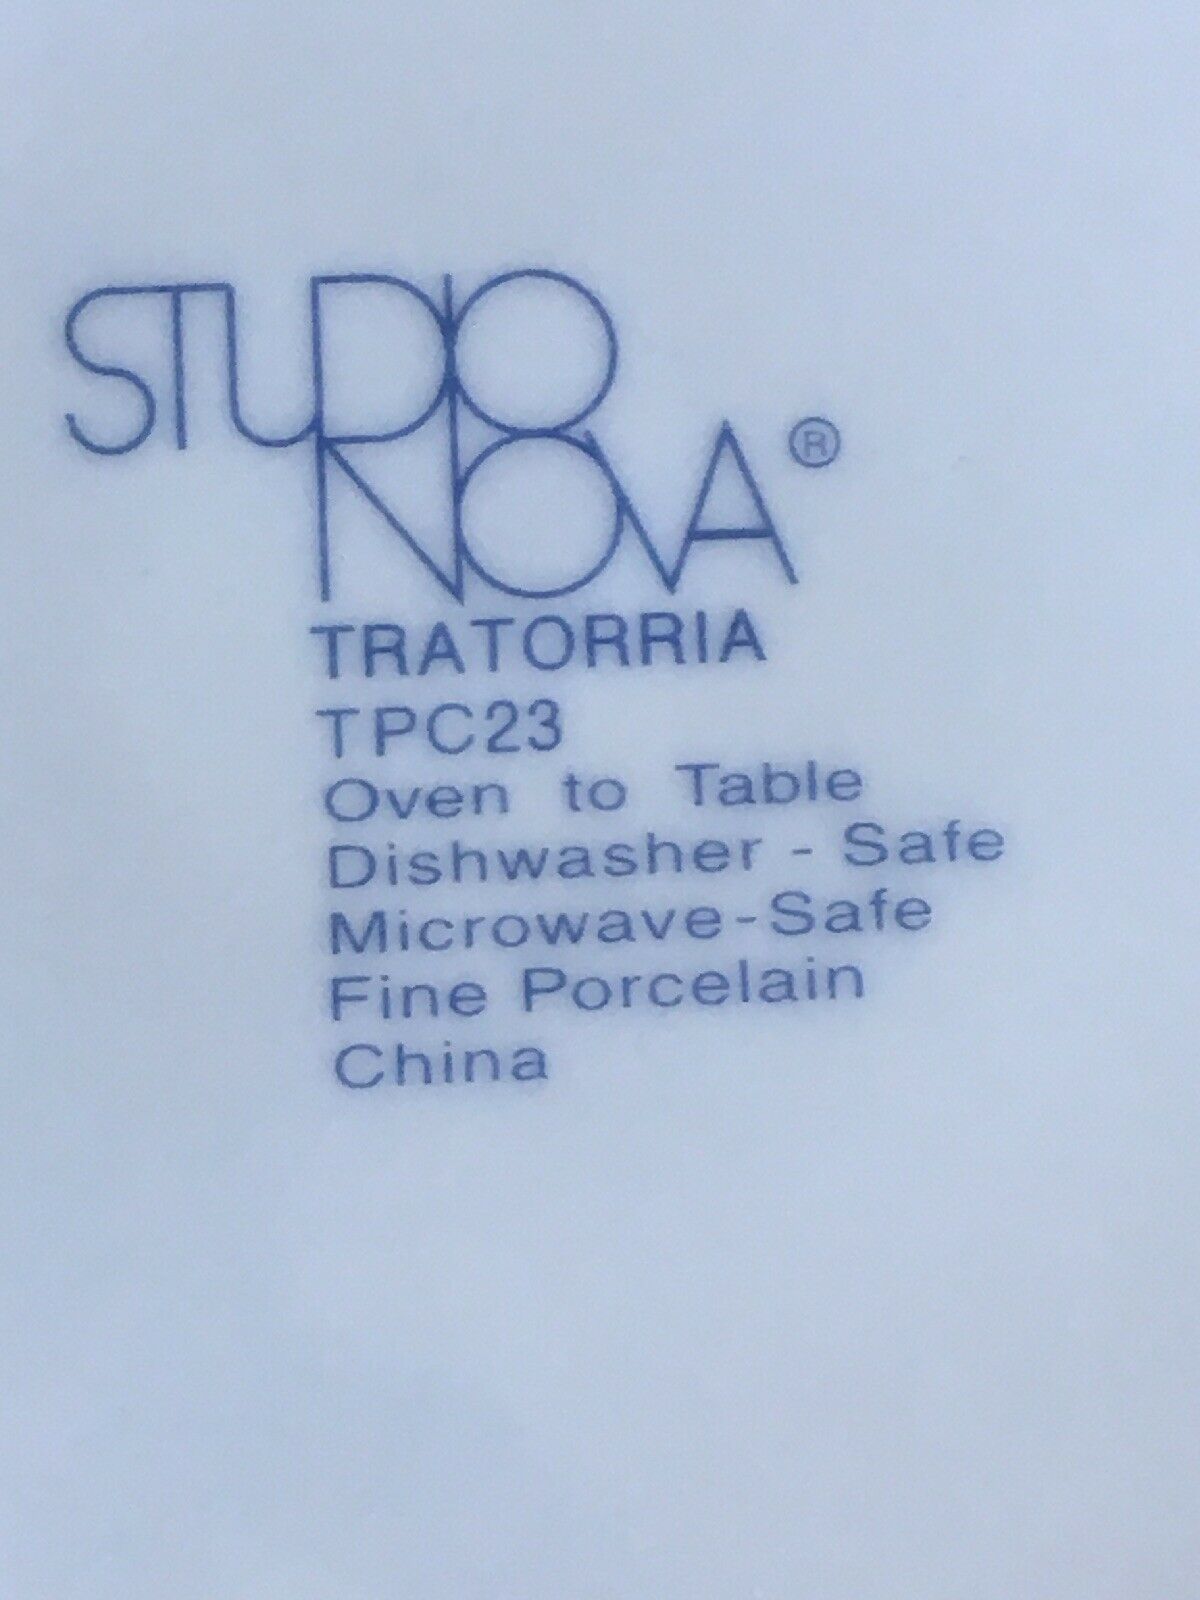 STUDIO
NOVA ®
TRATORRIA
TPC23
Oven to Table
Dishwasher - Safe
Microwave-Safe
Fine Porcelain
China